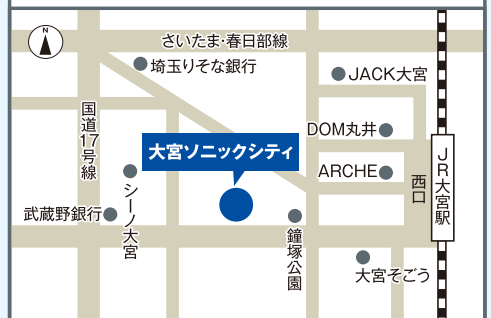 さいたま・春日部線
N
埼玉りそな銀行
JACK大宮
国道17号線
DOM丸井
大宮ソニックシティ
JR大宮駅
ARCHE
西口
シーノ大宮
武蔵野銀行
鐘塚公園
大宮そごう